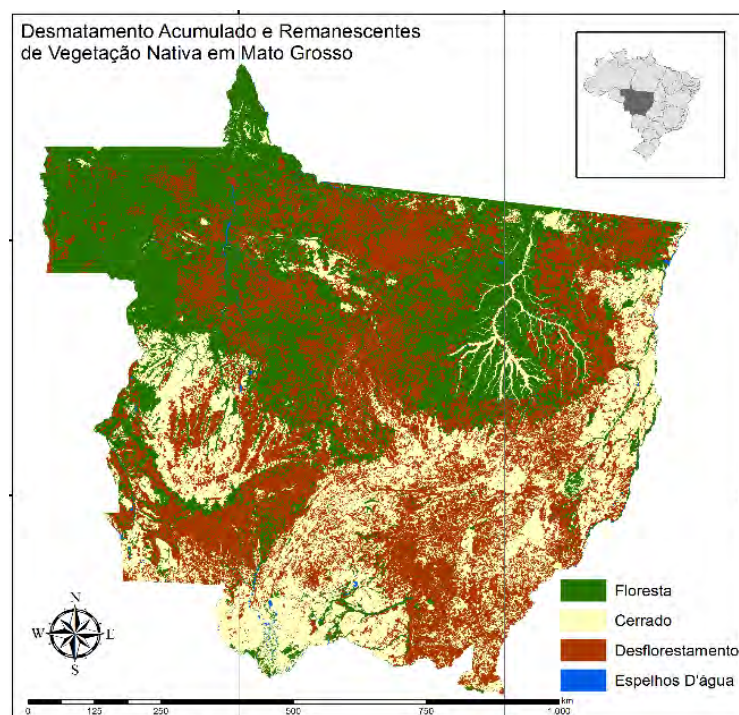 Desmatamento Acumulado e Remanescentes
de Vegetação Nativa em Mato Grosso
Floresta
Cerrado
Desflorestamento
Espelhos D'água
N
W E
S
km
0 125 250 500 750 1.000